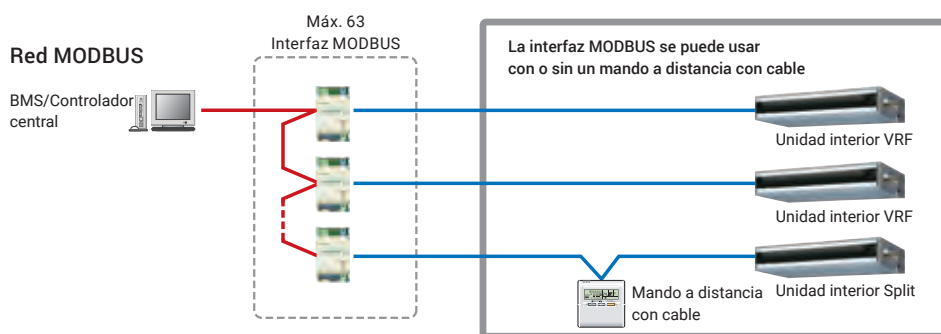 Red MODBUS
BMS/Controlador
central
Máx. 63
Interfaz MODBUS
La interfaz MODBUS se puede usar
con o sin un mando a distancia con cable
Unidad interior VRF
Unidad interior VRF
Unidad interior Split
Mando a distancia
con cable